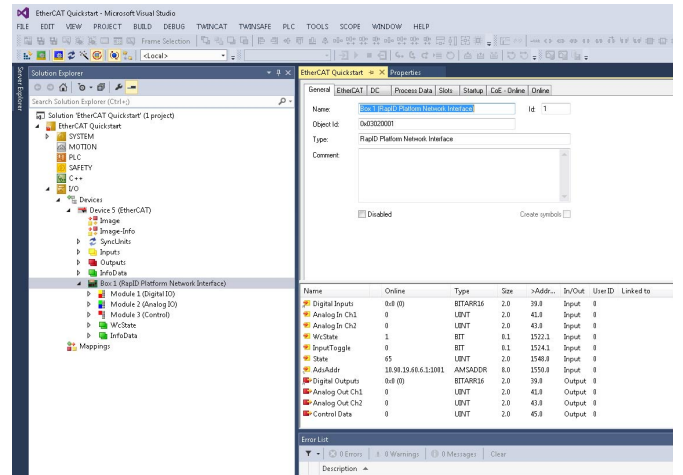 EtherCAT Quickstart - Microsoft Visual Studio
FILE EDIT VIEW PROJECT BUILD DEBUG TWINCAT TWINSAFE PLC TOOLS SCOPE WINDOW HELP
Frame Selection
<Local>
Server Explorer
Solution Explorer
Search Solution Explorer (Ctrl+;)
Solution 'EtherCAT Quickstart' (1 project)
EtherCAT Quickstart
SYSTEM
MOTION
PLC
SAFETY
C++
I/O
Devices
Device 5 (EtherCAT)
Image
Image-Info
SyncUnits
Inputs
Outputs
InfoData
Box 1 (RapID Platform Network Interface)
Module 1 (Digital IO)
Module 2 (Analog IO)
Module 3 (Control)
WcState
InfoData
Mappings
EtherCAT Quickstart Properties
General EtherCAT DC Process Data Slots Startup CoE - Online Online
Name: Box 1 (RapID Platform Network Interface) Id: 1
Object Id: 0x03020001
Type: RapID Platform Network Interface
Comment:
Disabled Create symbols
Name Online Type Size >Addr... In/Out User ID Linked to
Digital Inputs 0x0 (0) BITARR16 2.0 39.0 Input 0
Analog In Ch1 0 UINT 2.0 41.0 Input 0
Analog In Ch2 0 UINT 2.0 43.0 Input 0
WcState 1 BIT 0.1 1522.1 Input 0
InputToggle 0 BIT 0.1 1524.1 Input 0
State 65 UINT 2.0 1548.0 Input 0
AdsAddr 10.90.19.60.6.1:1001 AMSADDR 8.0 1550.0 Input 0
Digital Outputs 0x0 (0) BITARR16 2.0 39.0 Output 0
Analog Out Ch1 0 UINT 2.0 41.0 Output 0
Analog Out Ch2 0 UINT 2.0 43.0 Output 0
Control Data 0 UINT 2.0 45.0 Output 0
Error List
0 Errors 0 Warnings 0 Messages Clear
Description